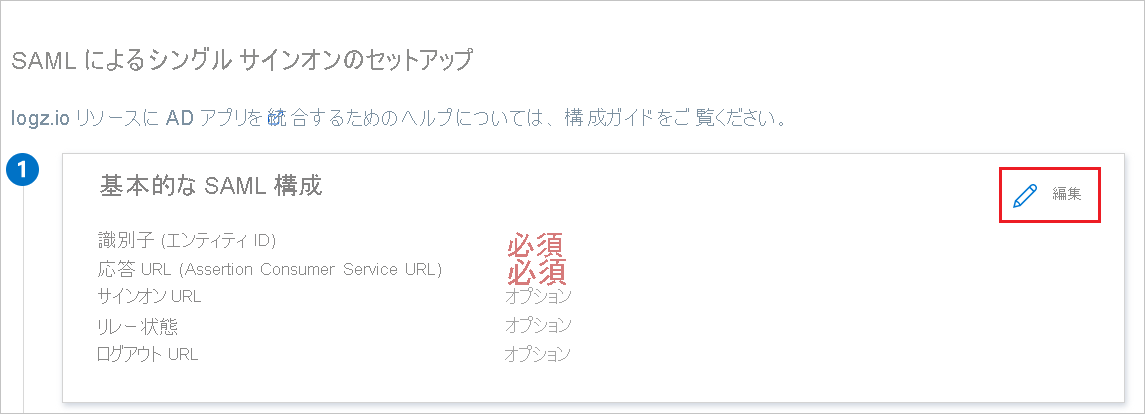 SAML によるシングル サインオンのセットアップ
logz.io リソースに AD アプリを統合するためのヘルプについては、構成ガイドをご覧ください。
1
基本的な SAML 構成
編集
識別子 (エンティティ ID) 必須
応答 URL (Assertion Consumer Service URL) 必須
サインオン URL オプション
リレー状態 オプション
ログアウト URL オプション